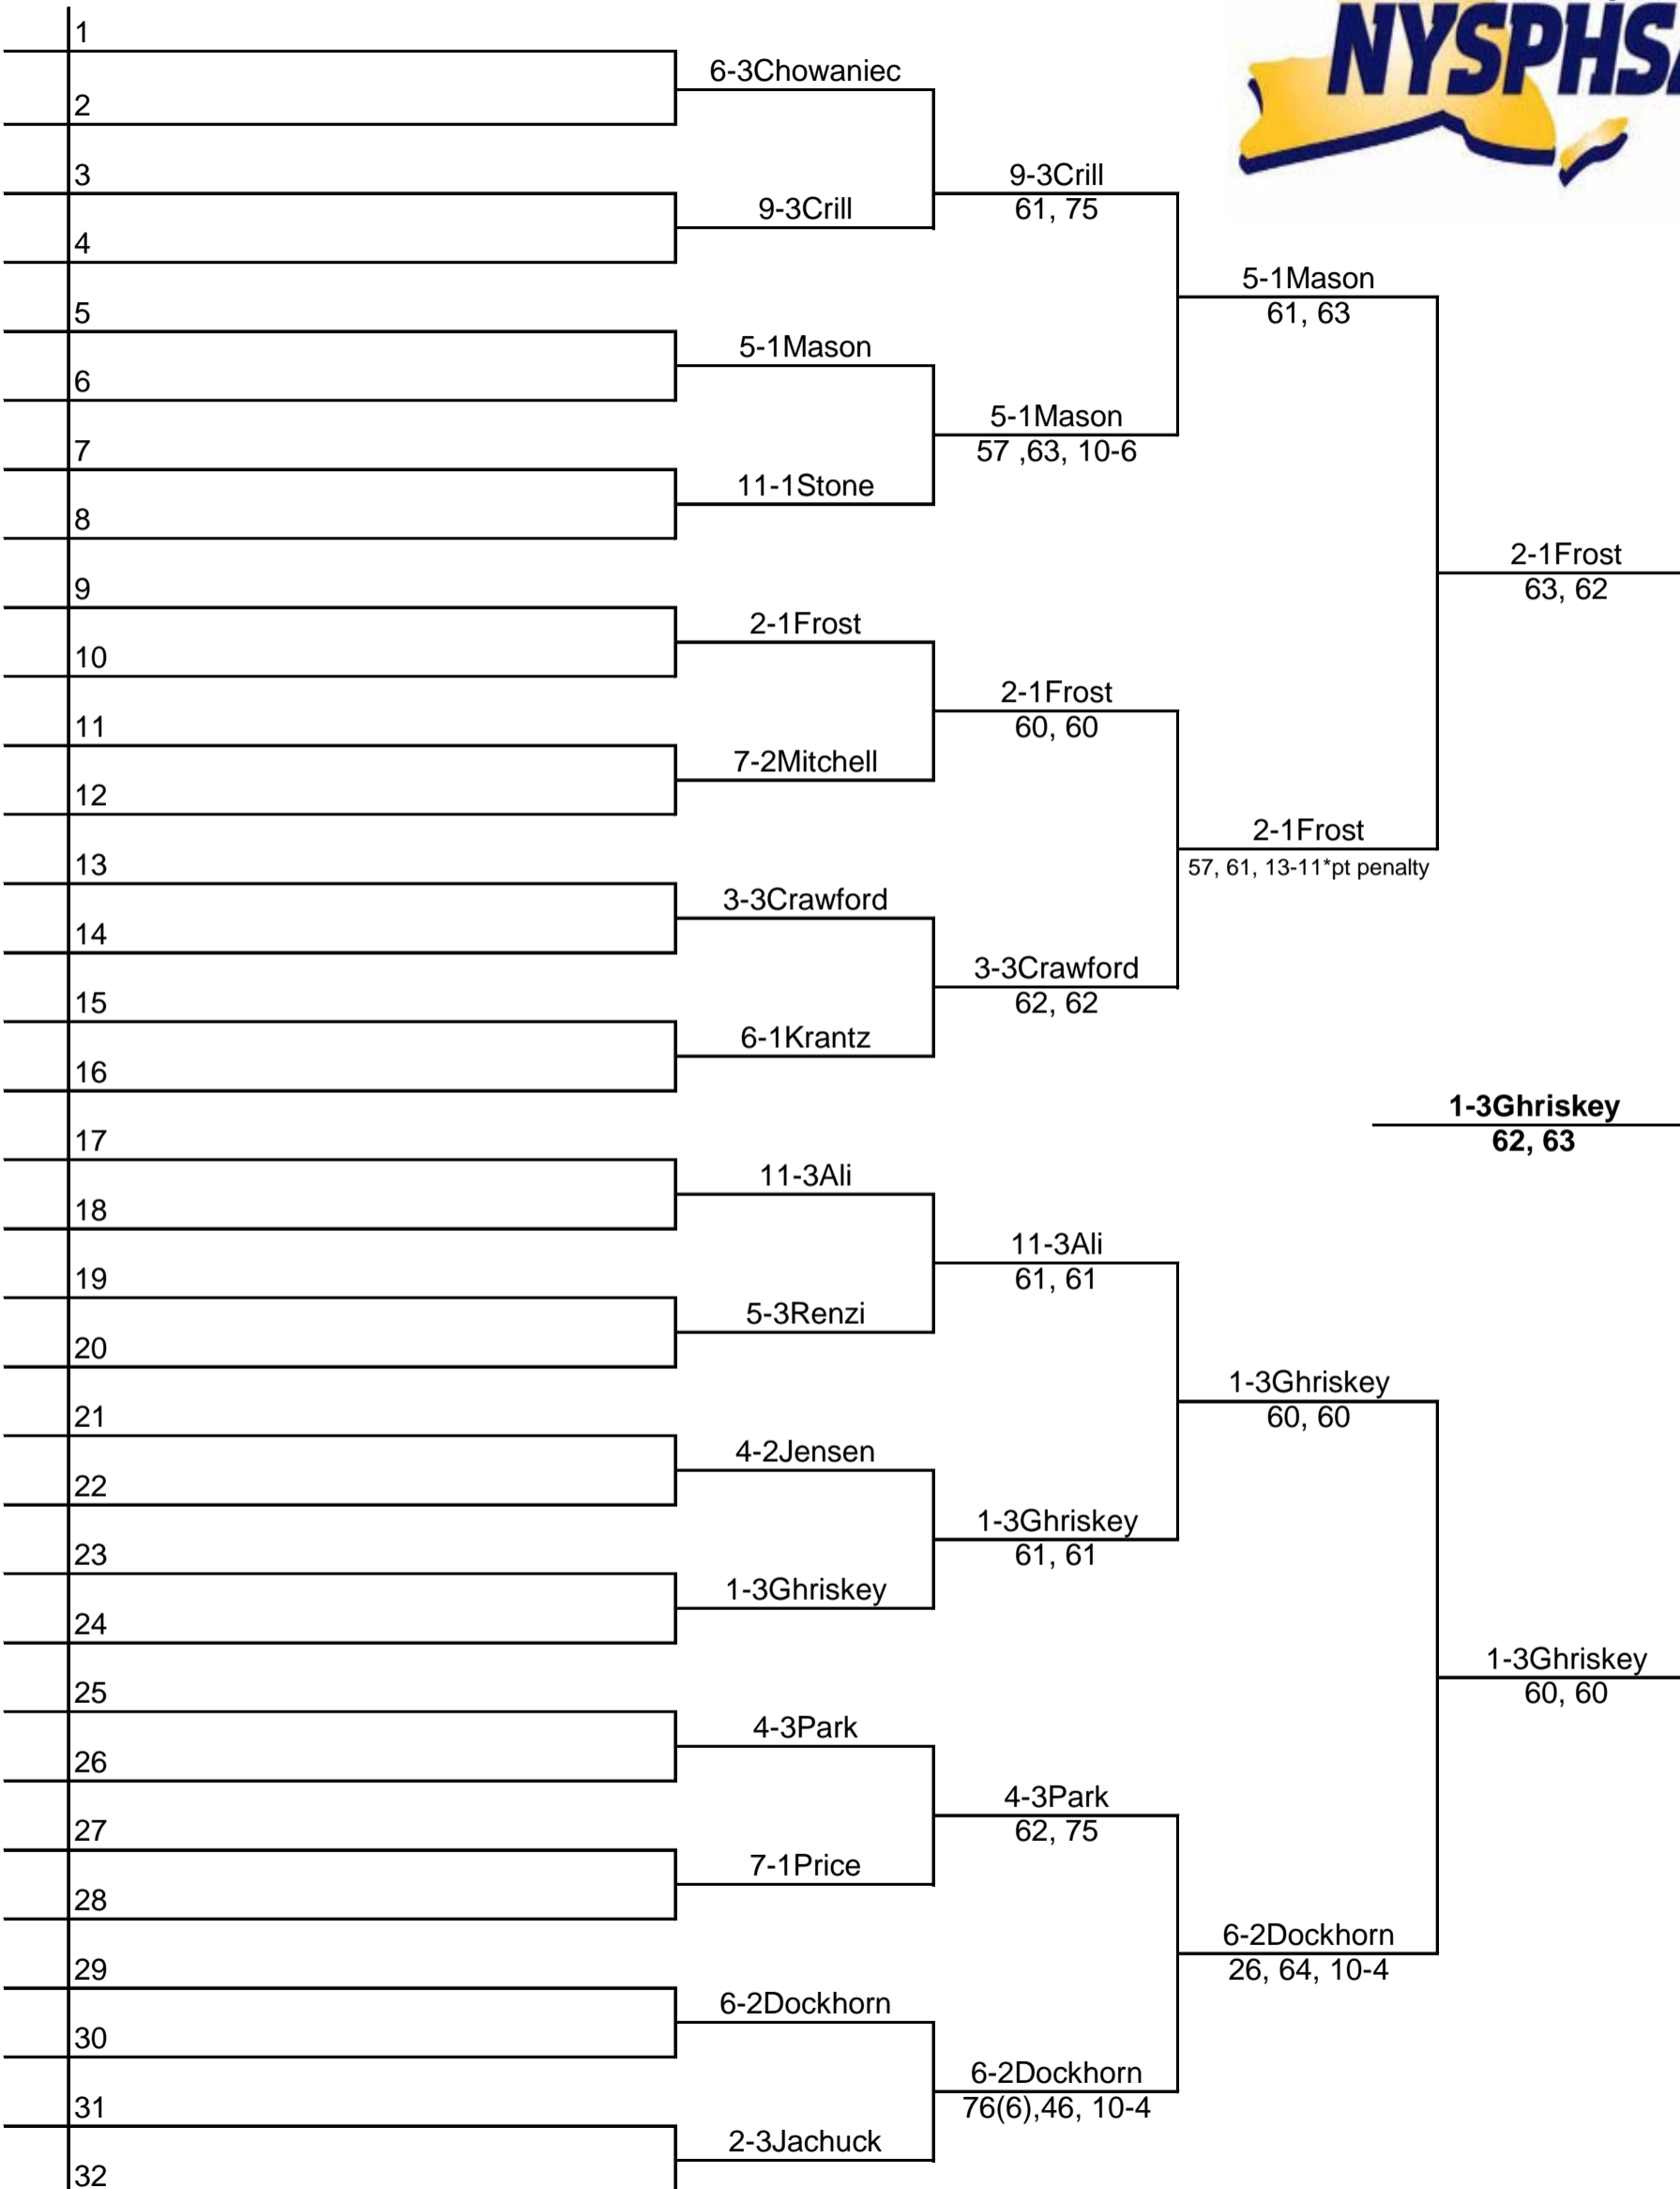 NYSPHSA
1
6-3Chowaniec
2
3
9-3Crill
61, 75
9-3Crill
4
5-1Mason
61, 63
5
5-1Mason
6
5-1Mason
57 ,63, 10-6
7
11-1Stone
8
2-1Frost
63, 62
9
2-1Frost
10
2-1Frost
60, 60
11
7-2Mitchell
12
2-1Frost
57, 61, 13-11*pt penalty
13
3-3Crawford
14
3-3Crawford
62, 62
15
6-1Krantz
16
1-3Ghriskey
62, 63
17
11-3Ali
18
11-3Ali
61, 61
19
5-3Renzi
20
1-3Ghriskey
60, 60
21
4-2Jensen
22
1-3Ghriskey
61, 61
23
1-3Ghriskey
24
1-3Ghriskey
60, 60
25
4-3Park
26
4-3Park
62, 75
27
7-1Price
28
6-2Dockhorn
26, 64, 10-4
29
6-2Dockhorn
30
6-2Dockhorn
76(6),46, 10-4
31
2-3Jachuck
32